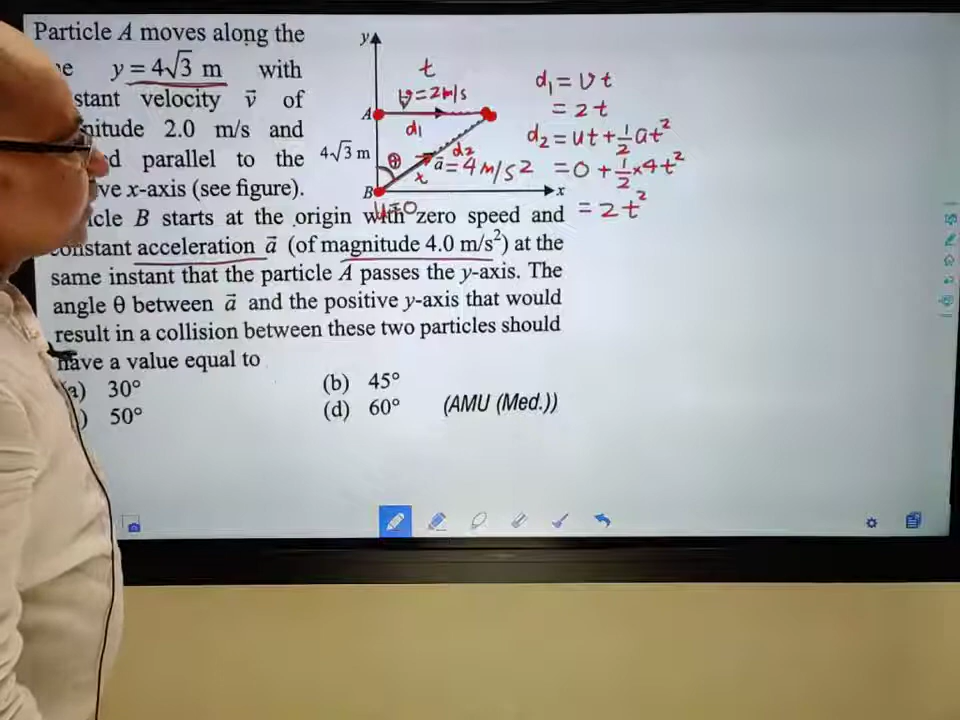 Particle A moves along the
y = 4√3 m with
stant velocity v⃗ of
nitude 2.0 m/s and
d parallel to the
ve x-axis (see figure).
icle B starts at the origin with zero speed and
constant acceleration a⃗ (of magnitude 4.0 m/s²) at the
same instant that the particle A passes the y-axis. The
angle θ between a⃗ and the positive y-axis that would
result in a collision between these two particles should
have a value equal to
a) 30° (b) 45°
) 50° (d) 60° (AMU (Med.))
y
t
v=2m/s
A
d₁
4√3 m
θ
d₂
a⃗=4m/s2
t
B
x
u=0
d₁ = vt
= 2t
d₂ = ut + ½at²
= 0 + ½×4t²
= 2t²